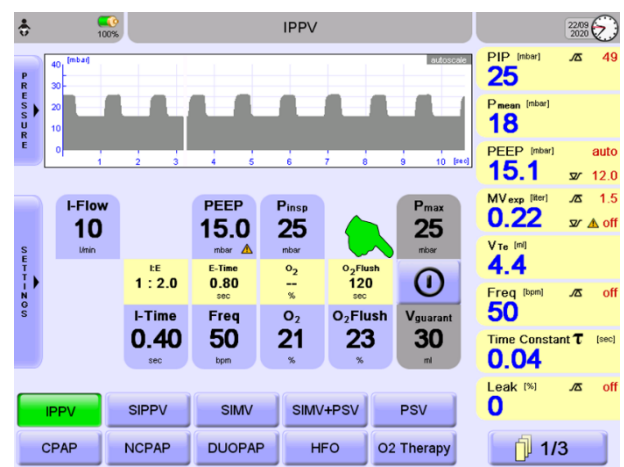 100%
IPPV
22/09
2020
PRESSURE
[mbar]
autoscale
40
30
20
10
0
1 2 3 4 5 6 7 8 9 10 [sec]
PIP [mbar] 49
25
Pmean [mbar]
18
PEEP [mbar] auto
15.1 12.0
MVexp [liter] 1.5
0.22 off
VTe [ml]
4.4
Freq [bpm] off
50
Time Constant τ [sec]
0.04
Leak [%] off
0
SETTINGS
I-Flow PEEP Pinsp Pmax
10 15.0 25 25
l/min mbar mbar mbar
I:E E-Time O2 O2Flush
1 : 2.0 0.80 -- 120
sec % sec
I-Time Freq O2 O2Flush Vguarant
0.40 50 21 23 30
sec bpm % % ml
IPPV SIPPV SIMV SIMV+PSV PSV
CPAP NCPAP DUOPAP HFO O2 Therapy
1/3